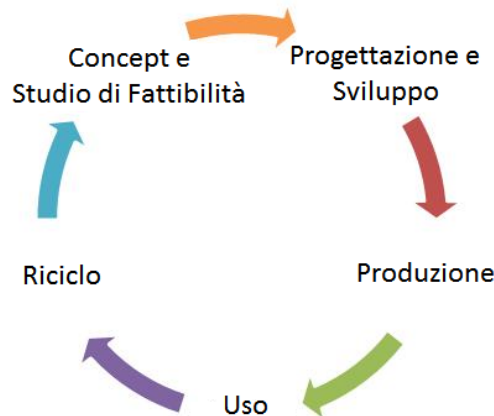 Concept e
Studio di Fattibilità
Progettazione e
Sviluppo
Produzione
Uso
Riciclo